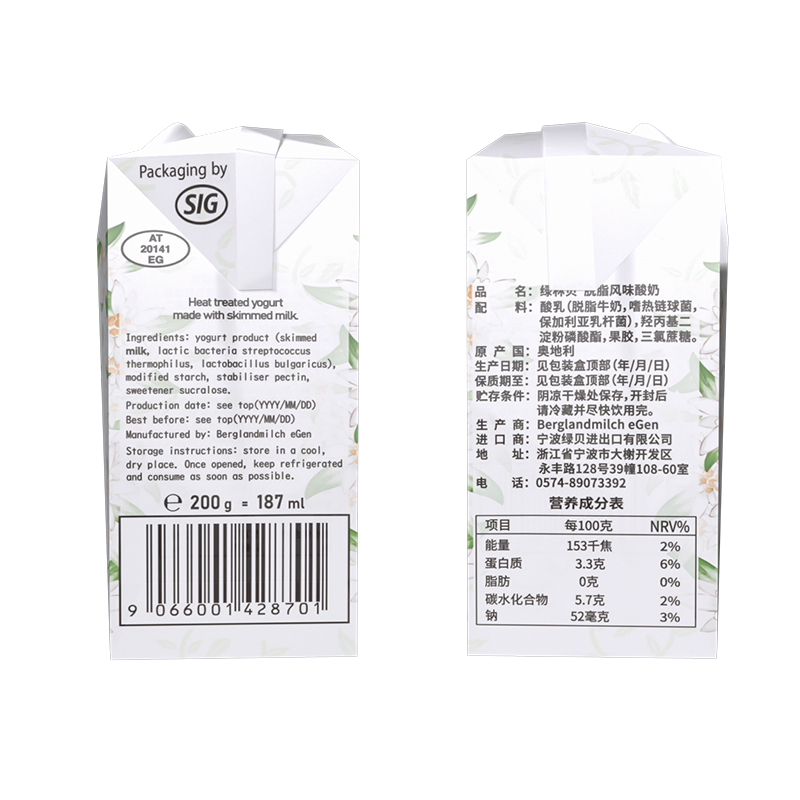 Packaging by
SIG
AT
20141
EG
Heat treated yogurt
made with skimmed milk.
Ingredients: yogurt product (skimmed
milk, lactic bacteria streptococcus
thermophilus, lactobacillus bulgaricus),
modified starch, stabiliser pectin,
sweetener sucralose.
Production date: see top(YYYY/MM/DD)
Best before: see top(YYYY/MM/DD)
Manufactured by: Berglandmilch eGen
Storage instructions: store in a cool,
dry place. Once opened, keep refrigerated
and consume as soon as possible.
℮ 200 g = 187 ml
9 066001 428701
品 名：脱脂风味酸奶
配 料：酸乳（脱脂牛奶，嗜热链球菌，
保加利亚乳杆菌），羟丙基二
淀粉磷酸酯，果胶，三氯蔗糖。
原 产 国：奥地利
生产日期：见包装盒顶部（年/月/日）
保质期至：见包装盒顶部（年/月/日）
贮存条件：阴凉干燥处保存，开封后
请冷藏并尽快饮用完。
生 产 商：Berglandmilch eGen
进 口 商：宁波绿贝进出口有限公司
地 址：浙江省宁波市大榭开发区
永丰路128号39幢108-60室
电 话：0574-89073392
营养成分表
项目 每100克 NRV%
能量 153千焦 2%
蛋白质 3.3克 6%
脂肪 0克 0%
碳水化合物 5.7克 2%
钠 52毫克 3%